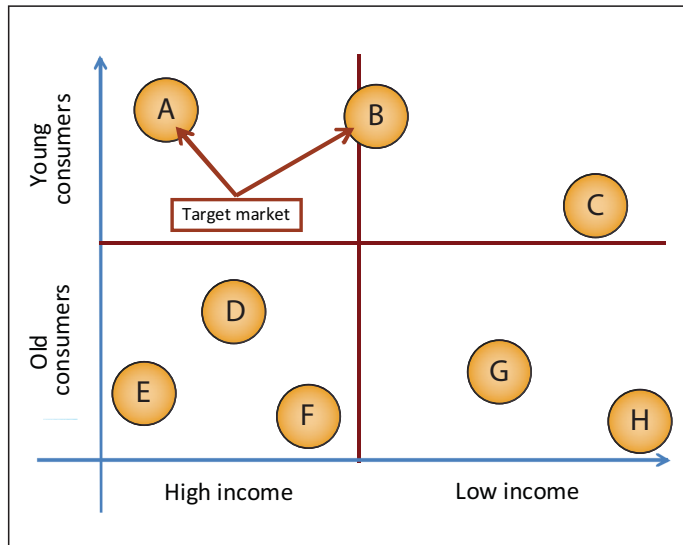 Young
consumers
A
B
Target market
C
Old
consumers
D
E
F
G
H
High income
Low income